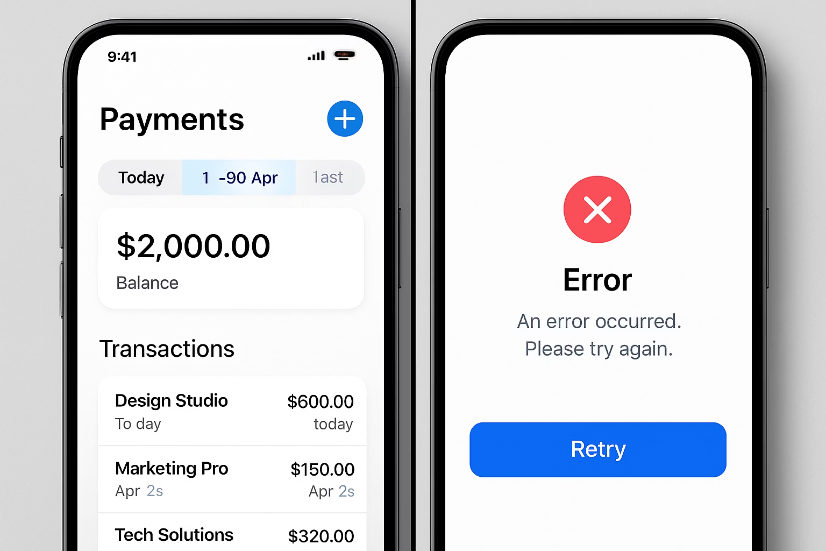 9:41
Payments
Today 1 -90 Apr 1ast
$2,000.00
Balance
Transactions
Design Studio $600.00
To day today
Marketing Pro $150.00
Apr 2s Apr 2s
Tech Solutions $320.00
Error
An error occurred.
Please try again.
Retry